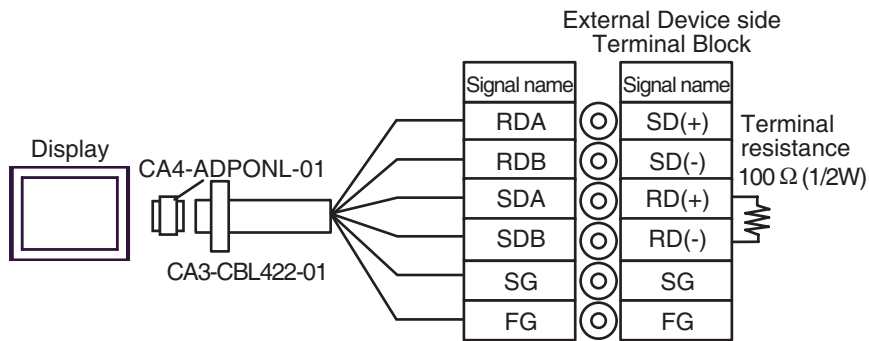 External Device side
Terminal Block
Signal name Signal name
RDA SD(+)
RDB SD(-)
SDA RD(+)
SDB RD(-)
SG SG
FG FG
Terminal
resistance
100 Ω (1/2W)
Display
CA4-ADPONL-01
CA3-CBL422-01